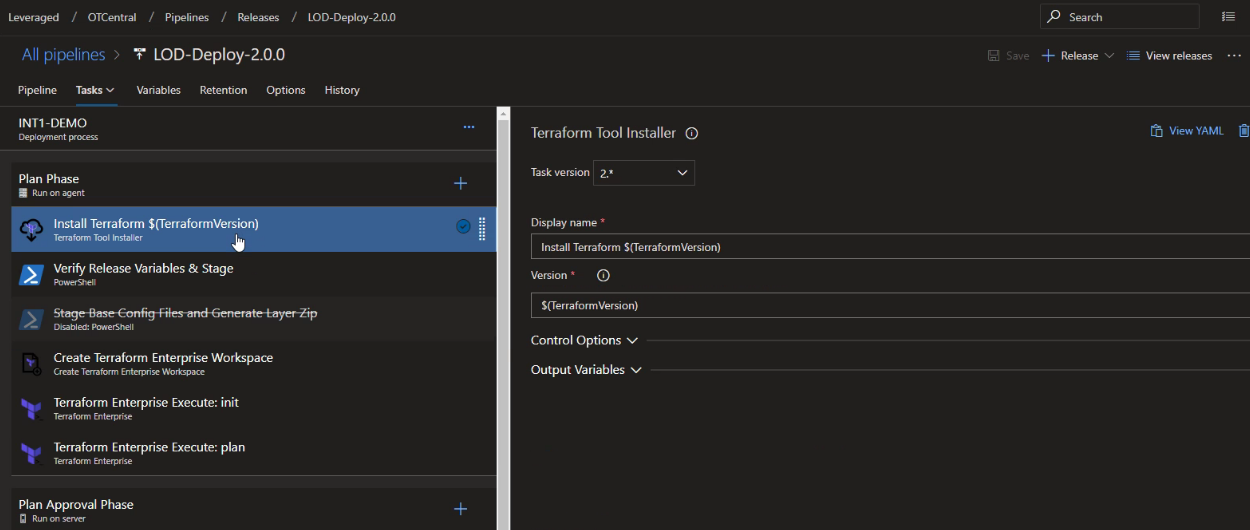 Leveraged / OTCentral / Pipelines / Releases / LOD-Deploy-2.0.0
Search
All pipelines > LOD-Deploy-2.0.0
Save
Release
View releases
Pipeline
Tasks
Variables
Retention
Options
History
INT1-DEMO
Deployment process
Plan Phase
Run on agent
Install Terraform $(TerraformVersion)
Terraform Tool Installer
Verify Release Variables & Stage
PowerShell
Stage Base Config Files and Generate Layer Zip
Disabled: PowerShell
Create Terraform Enterprise Workspace
Create Terraform Enterprise Workspace
Terraform Enterprise Execute: init
Terraform Enterprise
Terraform Enterprise Execute: plan
Terraform Enterprise
Plan Approval Phase
Run on server
Terraform Tool Installer
View YAML
Task version 2.*
Display name *
Install Terraform $(TerraformVersion)
Version *
$(TerraformVersion)
Control Options
Output Variables